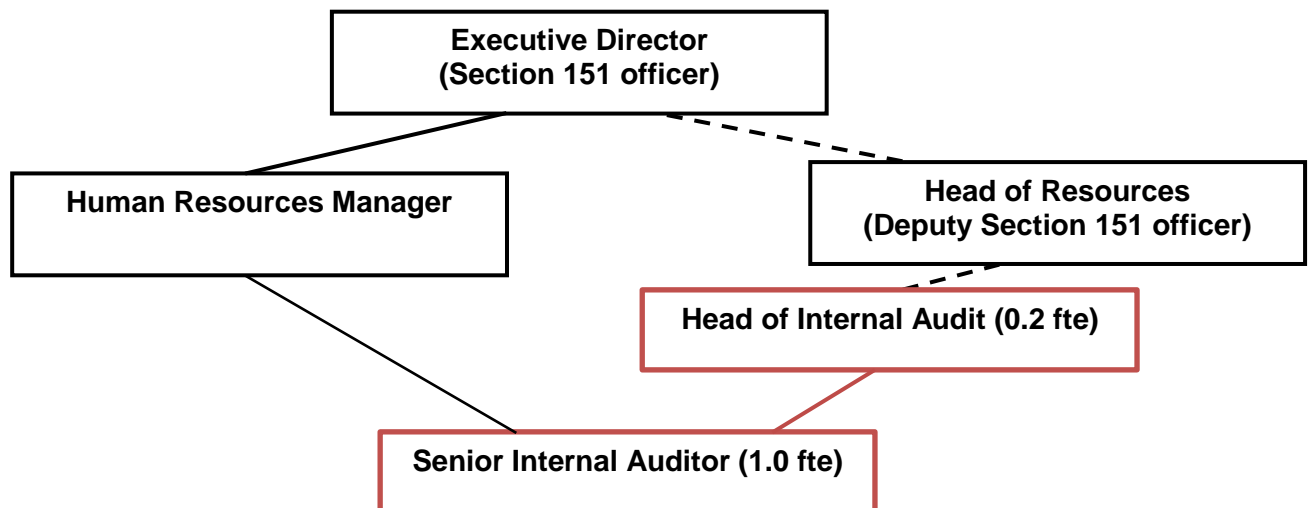 Executive Director
(Section 151 officer)
Human Resources Manager
Head of Resources
(Deputy Section 151 officer)
Head of Internal Audit (0.2 fte)
Senior Internal Auditor (1.0 fte)